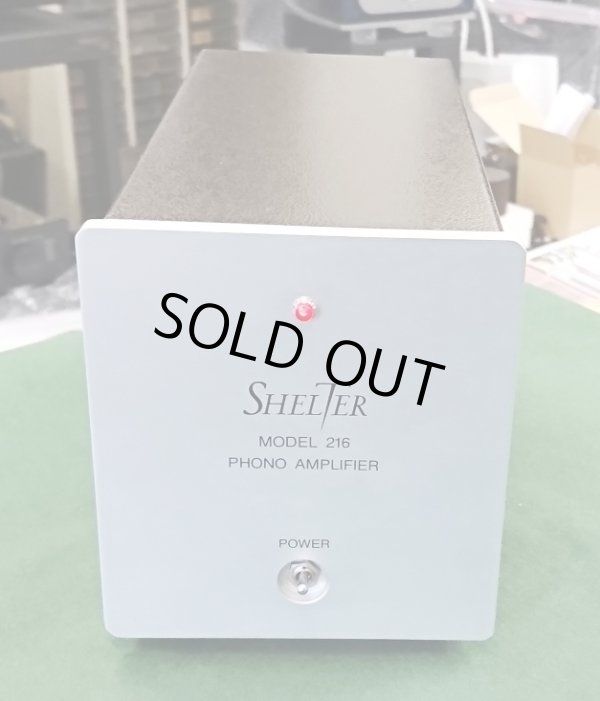 SOLD OUT
SHELTER
MODEL 216
PHONO AMPLIFIER
POWER